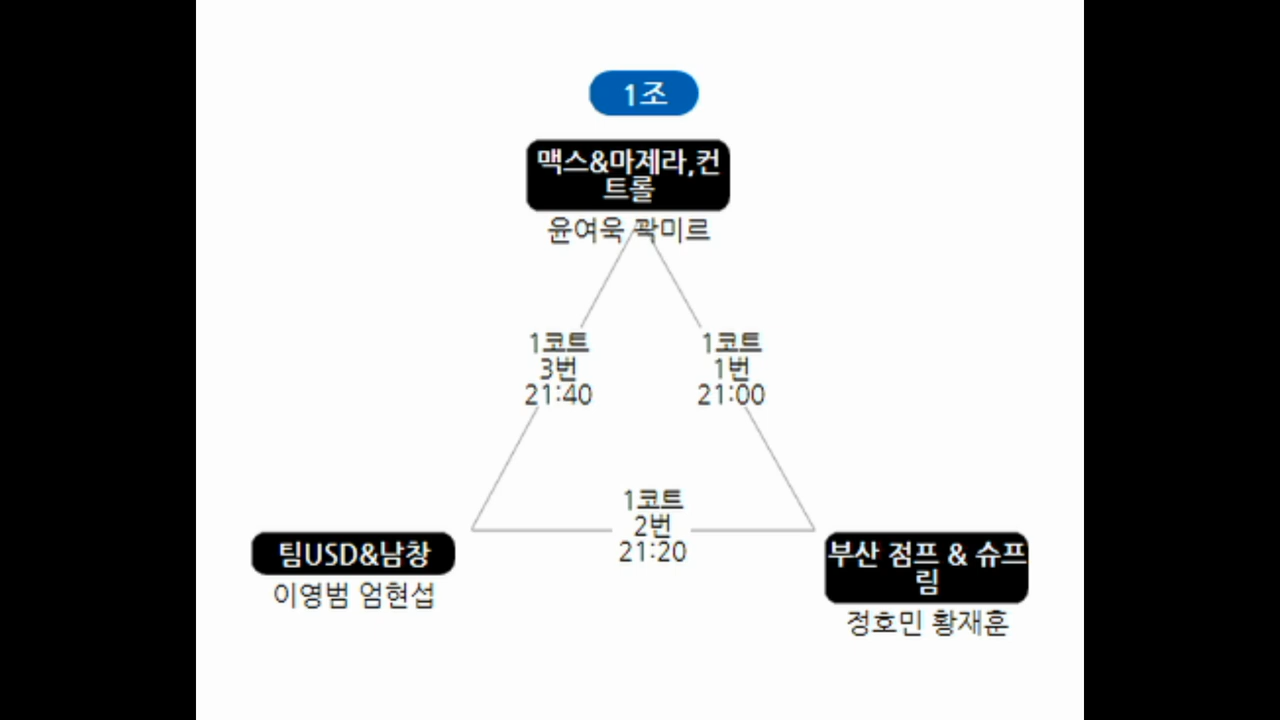 1조
맥스&마제라,컨
트롤
윤여욱 곽미르
1코트
3번
21:40
1코트
1번
21:00
1코트
2번
21:20
팀USD&남창
이영범 엄현섭
부산 점프 & 슈프
림
정호민 황재훈